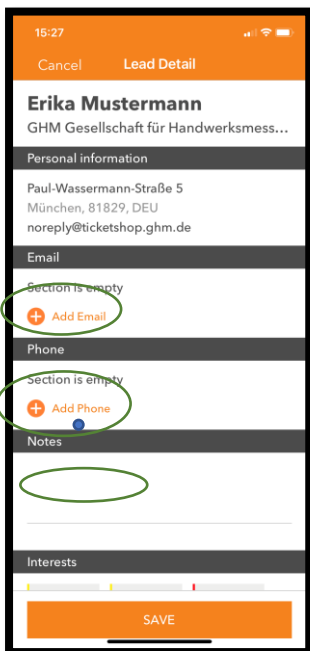 15:27
Cancel Lead Detail
Erika Mustermann
GHM Gesellschaft für Handwerksmess...
Personal information
Paul-Wassermann-Straße 5
München, 81829, DEU
noreply@ticketshop.ghm.de
Email
Section is empty
Add Email
Phone
Section is empty
Add Phone
Notes
Interests
SAVE